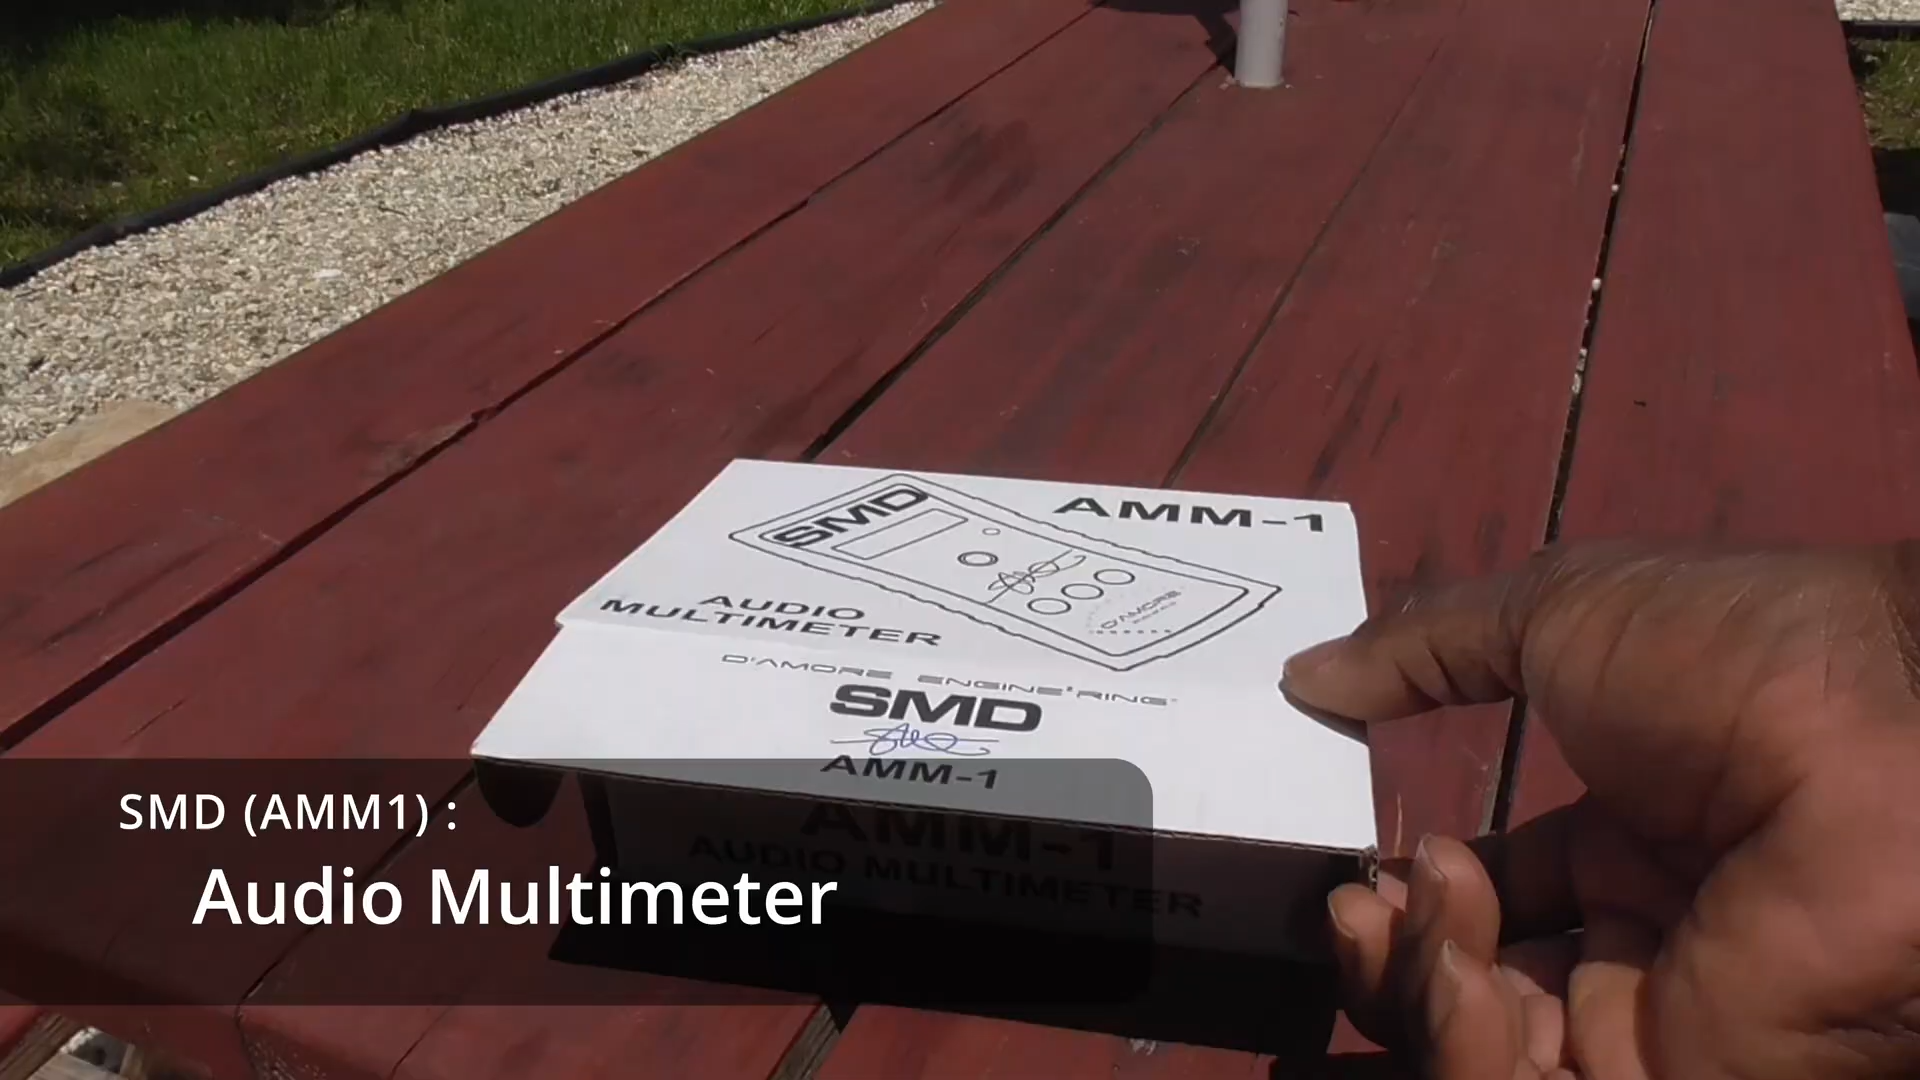 AMM-1
SMD
D'AMORE
AUDIO
MULTIMETER
D'AMORE ENGINE'RING
SMD
AMM-1
AMM-1
AUDIO MULTIMETER
SMD (AMM1) :
Audio Multimeter